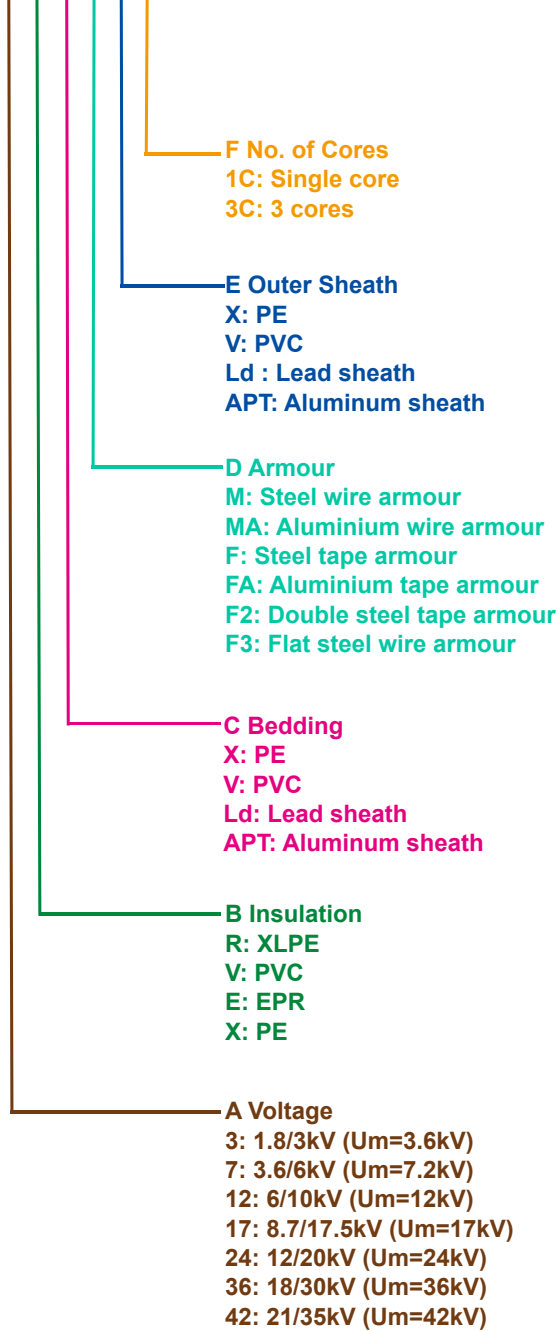 F No. of Cores
1C: Single core
3C: 3 cores
E Outer Sheath
X: PE
V: PVC
Ld : Lead sheath
APT: Aluminum sheath
D Armour
M: Steel wire armour
MA: Aluminium wire armour
F: Steel tape armour
FA: Aluminium tape armour
F2: Double steel tape armour
F3: Flat steel wire armour
C Bedding
X: PE
V: PVC
Ld: Lead sheath
APT: Aluminum sheath
B Insulation
R: XLPE
V: PVC
E: EPR
X: PE
A Voltage
3: 1.8/3kV (Um=3.6kV)
7: 3.6/6kV (Um=7.2kV)
12: 6/10kV (Um=12kV)
17: 8.7/17.5kV (Um=17kV)
24: 12/20kV (Um=24kV)
36: 18/30kV (Um=36kV)
42: 21/35kV (Um=42kV)